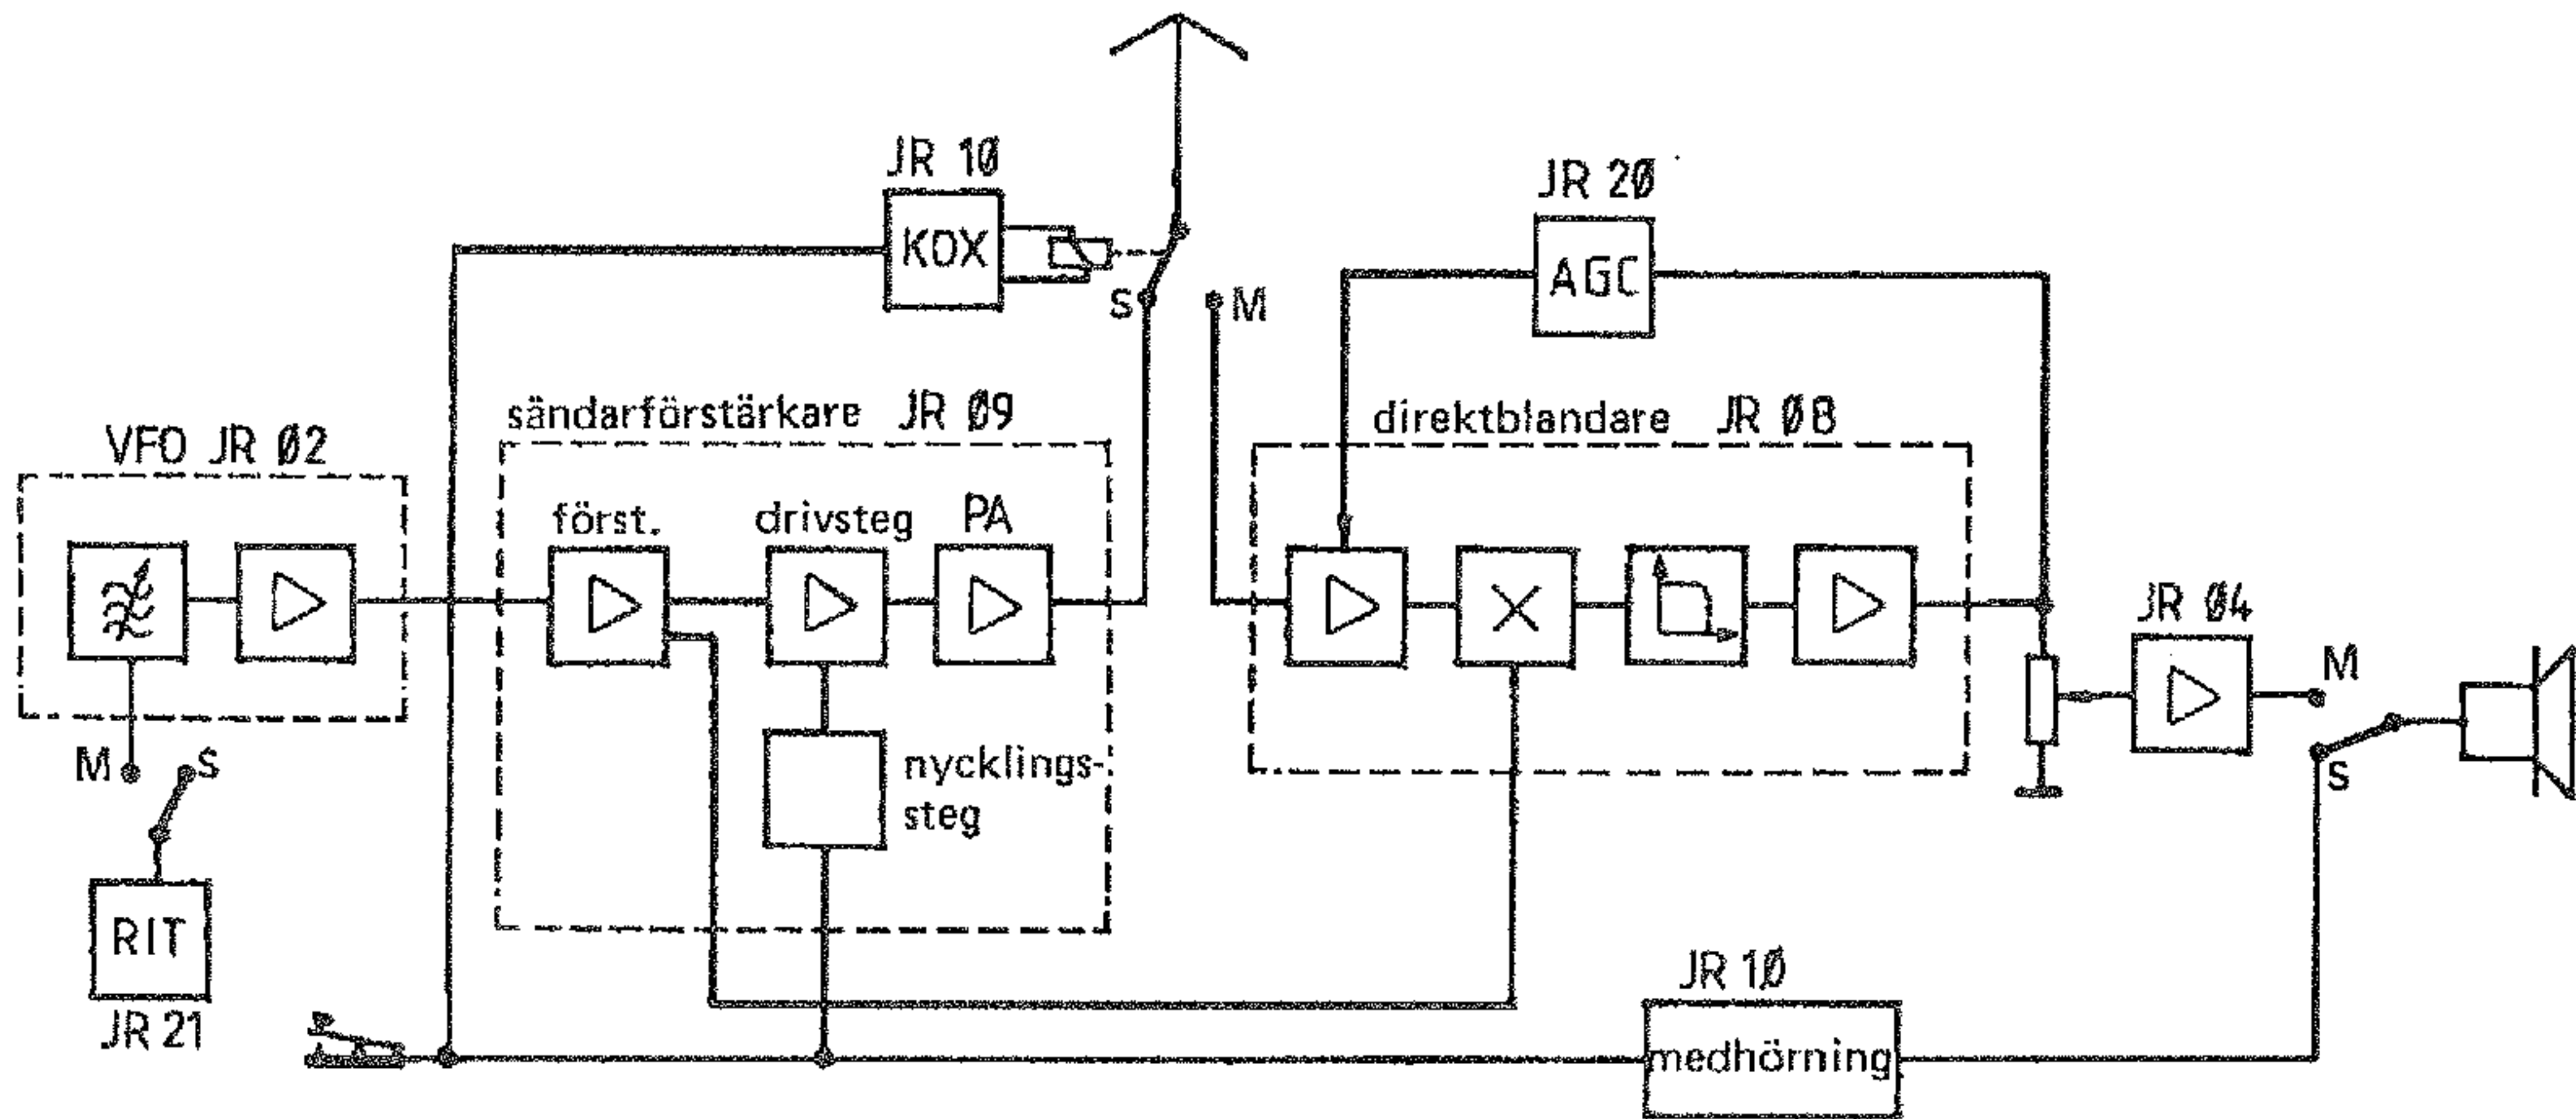 JR 10
KOX
S
M
JR 20
AGC
VFO JR 02
sändarförstärkare JR 09
först.
drivsteg
PA
nycklings-
steg
direktblandare JR 08
M
S
RIT
JR 21
JR 04
M
S
JR 10
medhörning